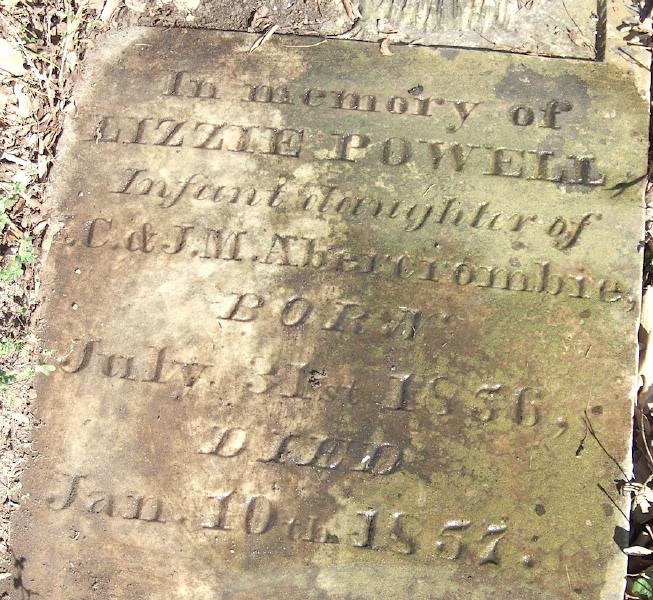 In memory of
LIZZIE POWELL,
Infant daughter of
.C. & J.M. Abercrombie,
BORN
July 31st 1856,
DIED
Jan. 10th 1857.